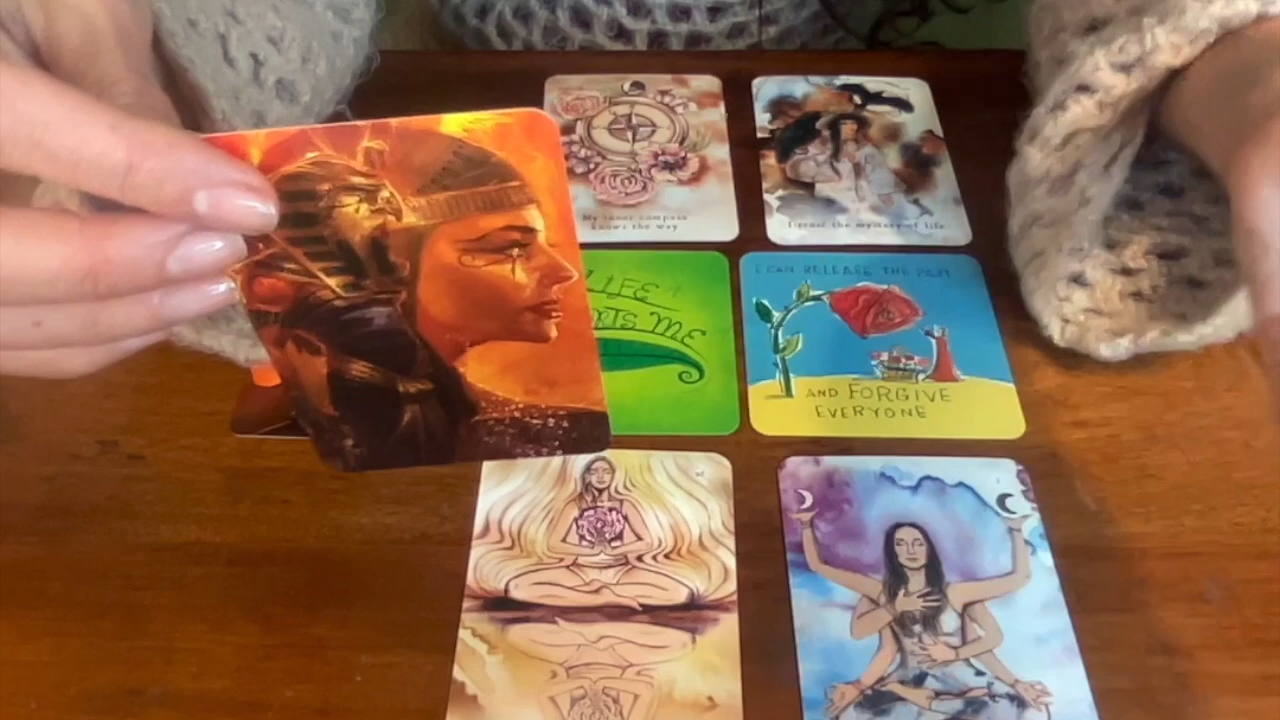 My inner compass
knows the way
I trust the mystery of life
LIFE
ME
I CAN RELEASE THE PAST
AND FORGIVE
EVERYONE